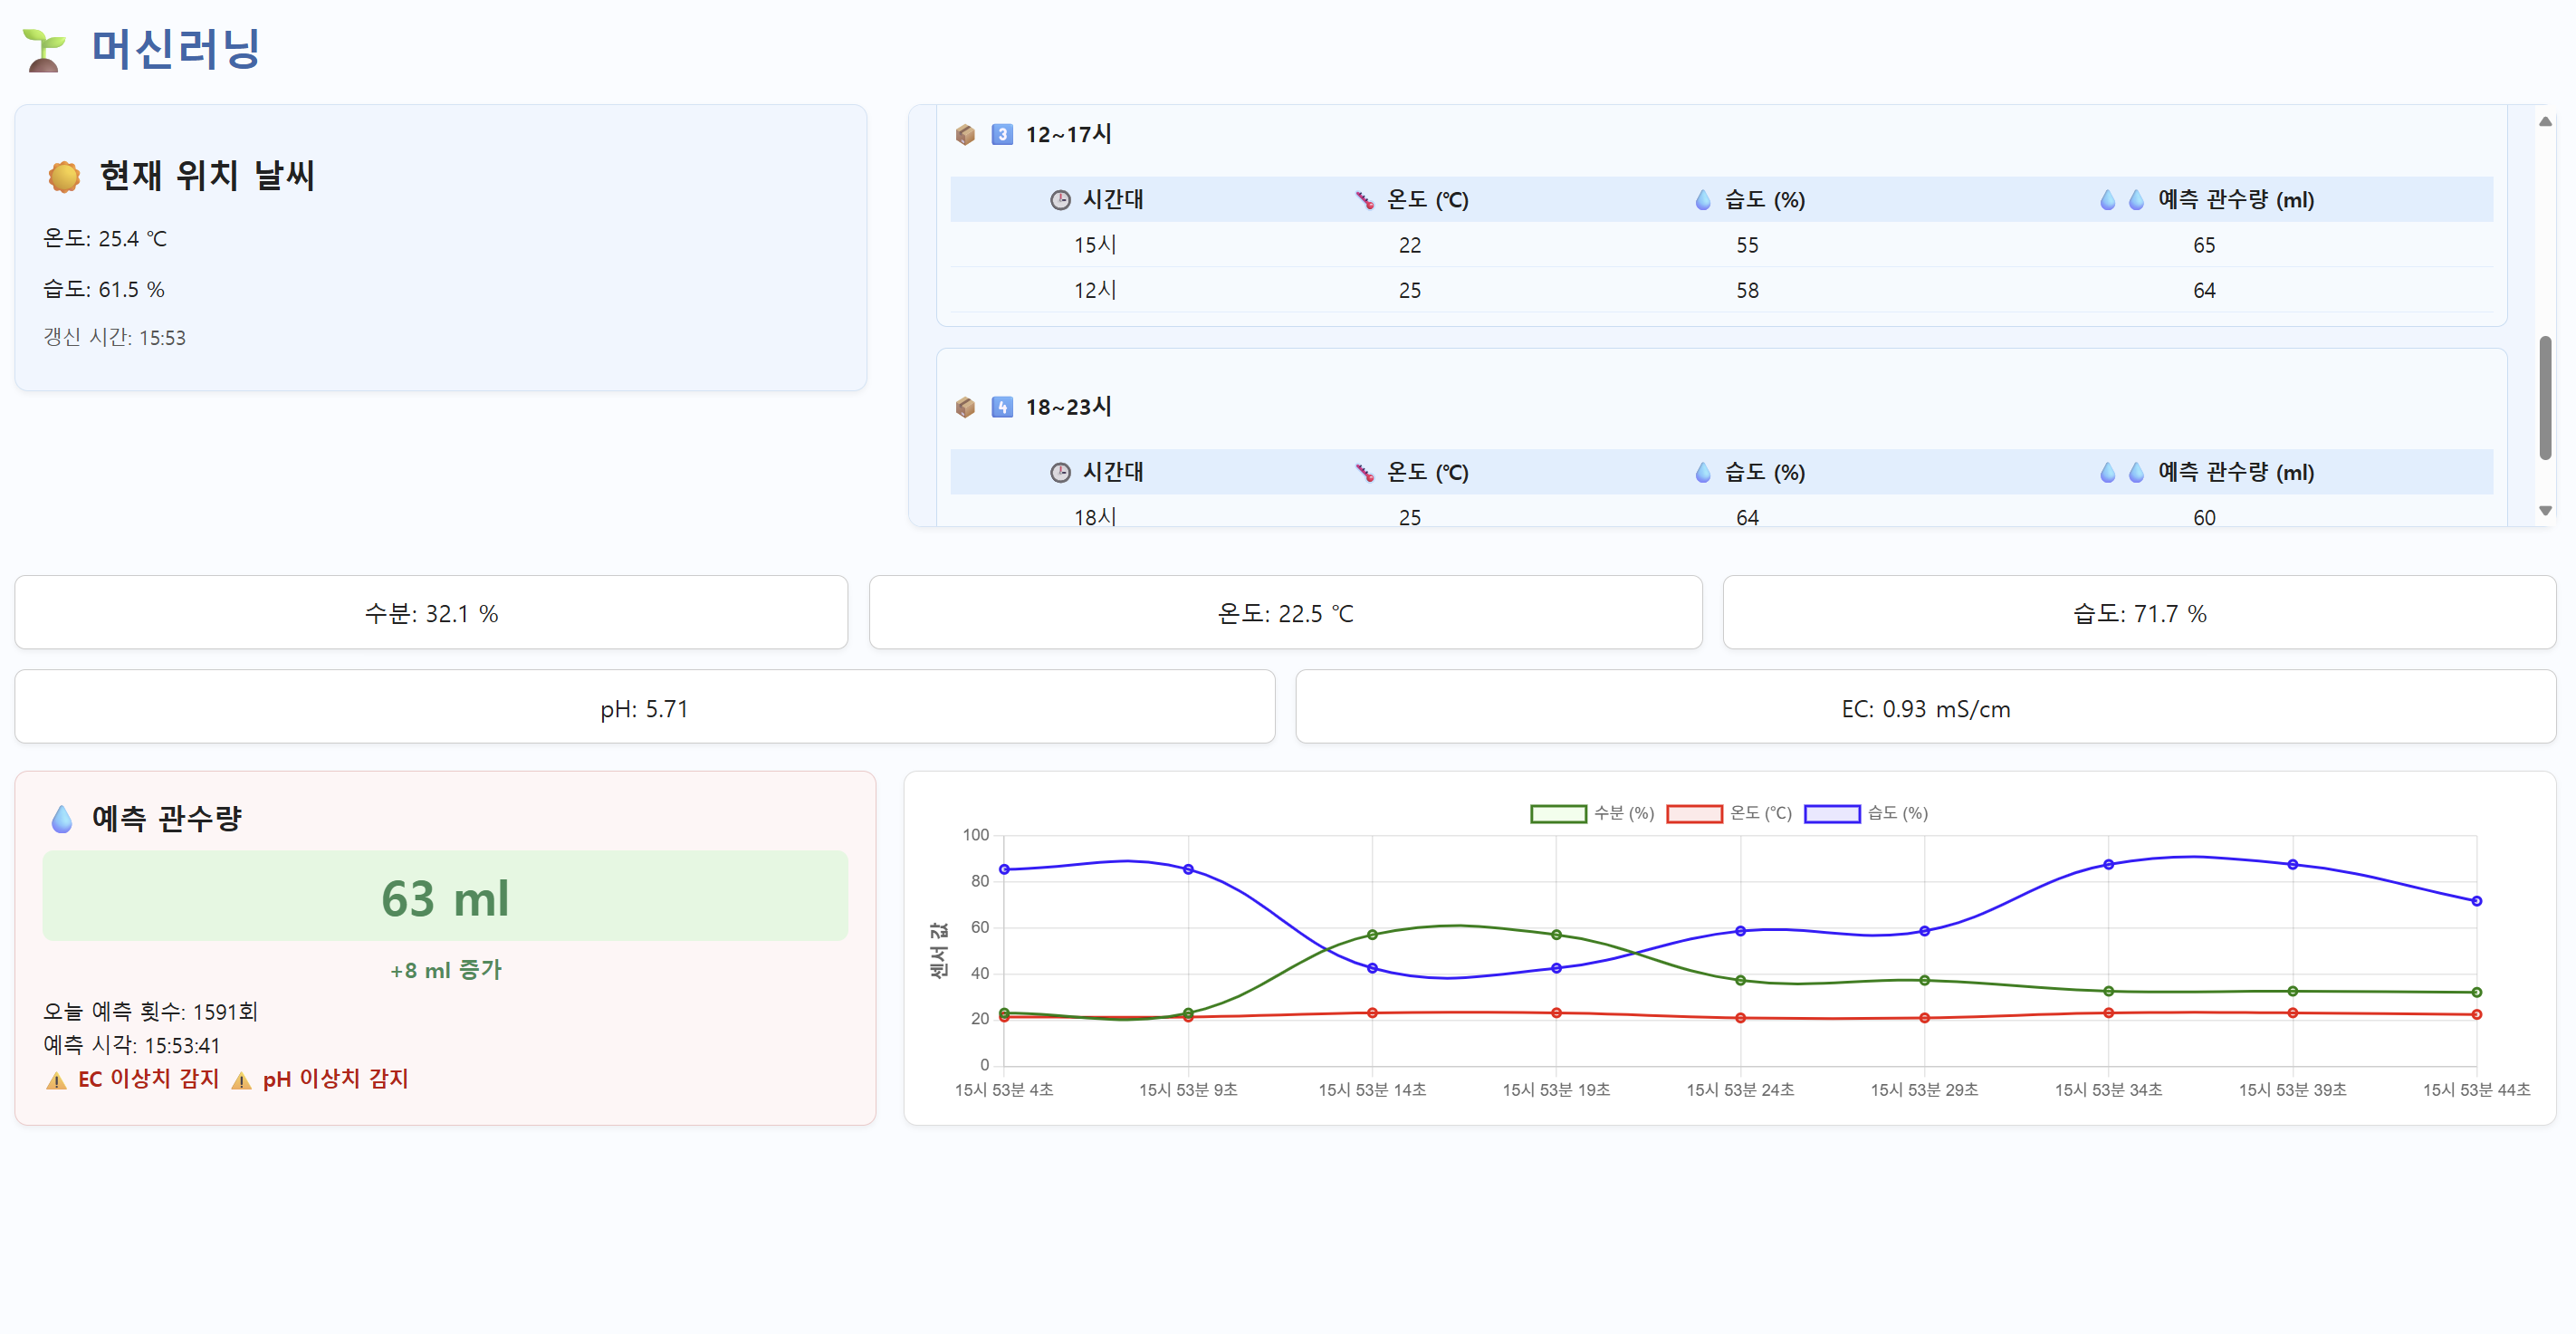 머신러닝
현재 위치 날씨
온도: 25.4 ℃
습도: 61.5 %
갱신 시간: 15:53
3 12~17시
시간대 온도 (℃) 습도 (%) 예측 관수량 (ml)
15시 22 55 65
12시 25 58 64
4 18~23시
시간대 온도 (℃) 습도 (%) 예측 관수량 (ml)
18시 25 64 60
수분: 32.1 %
온도: 22.5 ℃
습도: 71.7 %
pH: 5.71
EC: 0.93 mS/cm
예측 관수량
63 ml
+8 ml 증가
오늘 예측 횟수: 1591회
예측 시각: 15:53:41
EC 이상치 감지 pH 이상치 감지
수분 (%) 온도 (℃) 습도 (%)
센서 값
100
80
60
40
20
0
15시 53분 4초 15시 53분 9초 15시 53분 14초 15시 53분 19초 15시 53분 24초 15시 53분 29초 15시 53분 34초 15시 53분 39초 15시 53분 44초